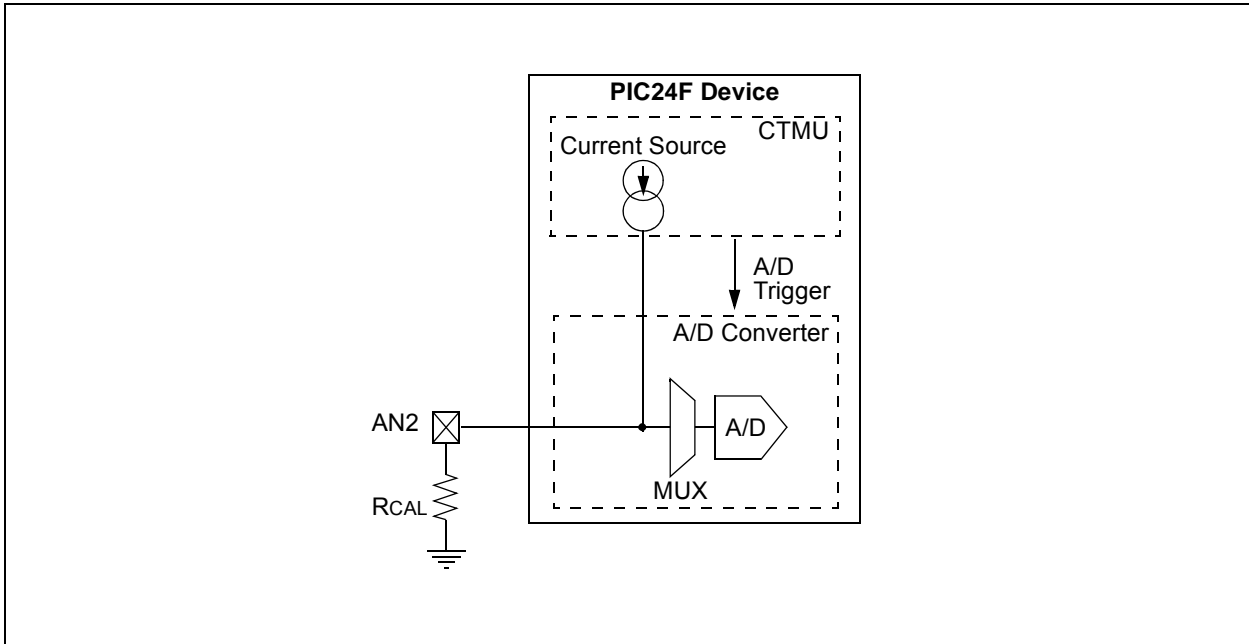 PIC24F Device
CTMU
Current Source
A/D
Trigger
A/D Converter
AN2
A/D
MUX
RCAL